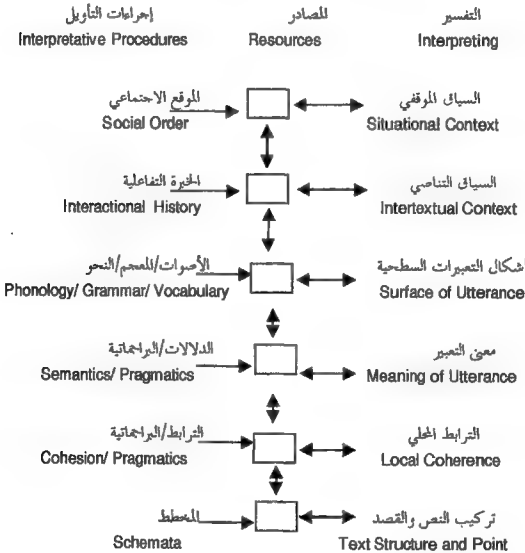 إجراءات التأويل
المصادر
التفسير
Interpretative Procedures
Resources
Interpreting
الموقع الاجتماعي
السياق الموقفي
Social Order
Situational Context
الخبرة التفاعلية
السياق التناصي
Interactional History
Intertextual Context
الأصوات/المعجم/النحو
أشكال التعبيرات السطحية
Phonology/ Grammar/ Vocabulary
Surface of Utterance
الدلالات/البراجماتية
معنى التعبير
Semantics/ Pragmatics
Meaning of Utterance
الترابط/البراجماتية
الترابط المحلي
Cohesion/ Pragmatics
Local Coherence
المخطط
تركيب النص والقصد
Schemata
Text Structure and Point